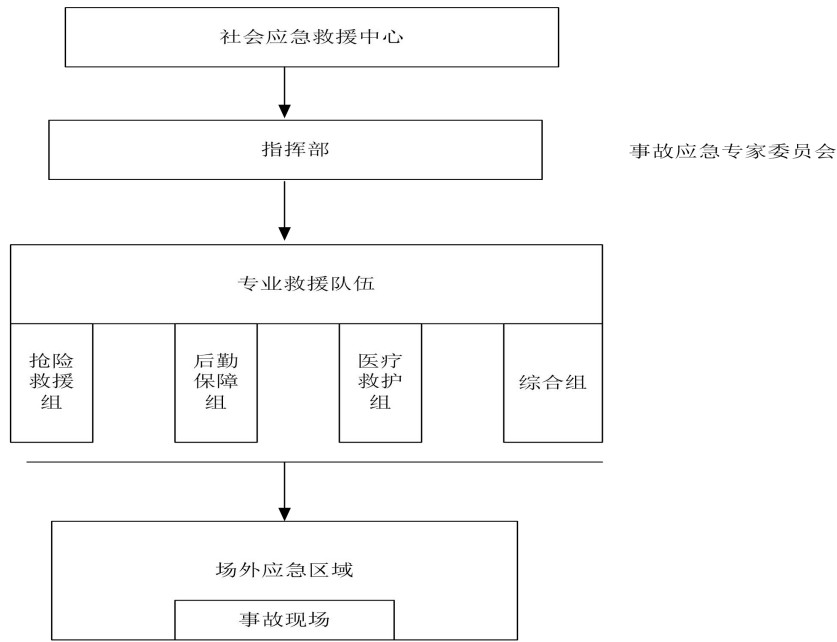 社会应急救援中心
指挥部
事故应急专家委员会
专业救援队伍
抢险
救援
组
后勤
保障
组
医疗
救护
组
综合组
场外应急区域
事故现场